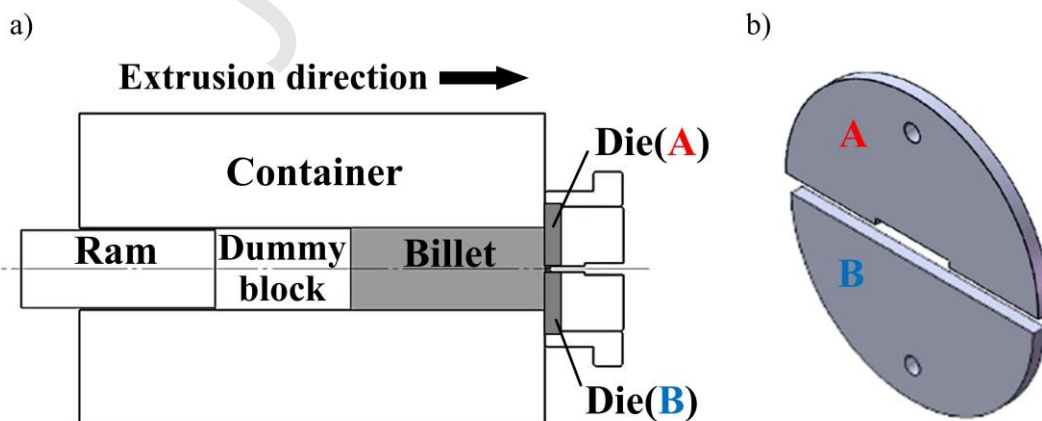 a)
b)
Extrusion direction
Die(A)
Container
Ram
Dummy
block
Billet
Die(B)
A
B